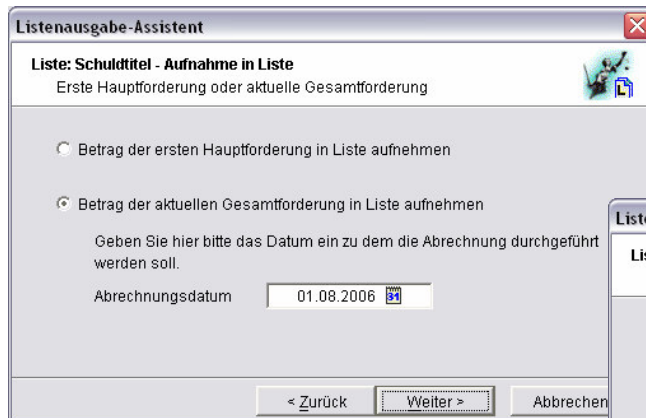 Listenausgabe-Assistent
Liste: Schuldtitel - Aufnahme in Liste
Erste Hauptforderung oder aktuelle Gesamtforderung
Betrag der ersten Hauptforderung in Liste aufnehmen
Betrag der aktuellen Gesamtforderung in Liste aufnehmen
Geben Sie hier bitte das Datum ein zu dem die Abrechnung durchgeführt
werden soll.
Abrechnungsdatum 01.08.2006 31
< Zurück Weiter > Abbrechen
Liste
Lis